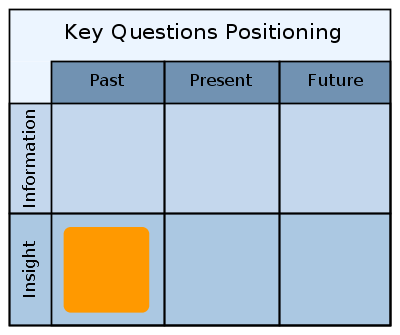 Key Questions Positioning
Past Present Future
Information
Insight